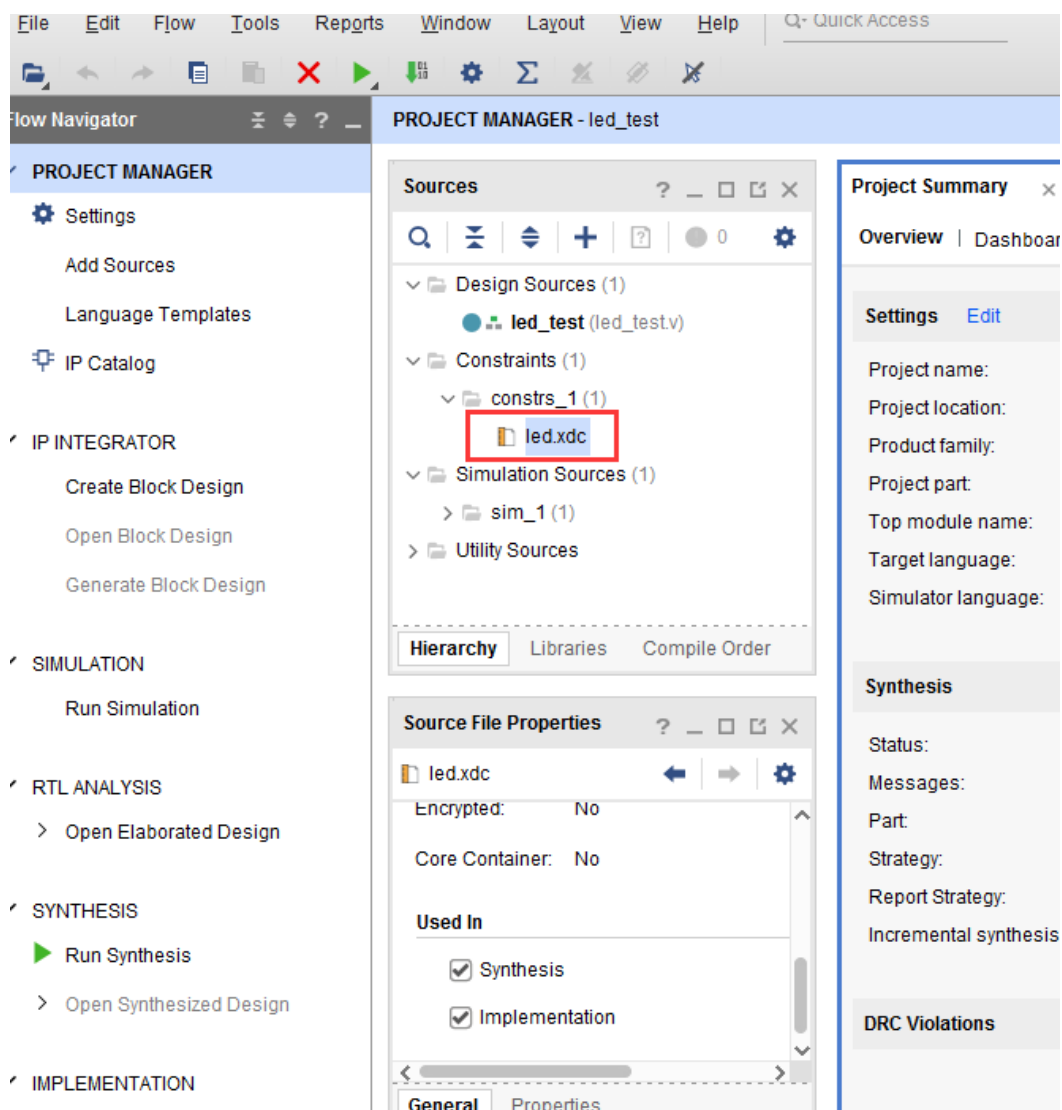 File Edit Flow Tools Reports Window Layout View Help Q- Quick Access
Flow Navigator ? _
PROJECT MANAGER - led_test
PROJECT MANAGER
Settings
Add Sources
Language Templates
IP Catalog
IP INTEGRATOR
Create Block Design
Open Block Design
Generate Block Design
SIMULATION
Run Simulation
RTL ANALYSIS
Open Elaborated Design
SYNTHESIS
Run Synthesis
Open Synthesized Design
IMPLEMENTATION
Sources
0
Design Sources (1)
led_test (led_test.v)
Constraints (1)
constrs_1 (1)
led.xdc
Simulation Sources (1)
sim_1 (1)
Utility Sources
Hierarchy Libraries Compile Order
Source File Properties
led.xdc
Encrypted: No
Core Container: No
Used In
Synthesis
Implementation
General Properties
Project Summary
Overview | Dashboar
Settings Edit
Project name:
Project location:
Product family:
Project part:
Top module name:
Target language:
Simulator language:
Synthesis
Status:
Messages:
Part:
Strategy:
Report Strategy:
Incremental synthesis
DRC Violations